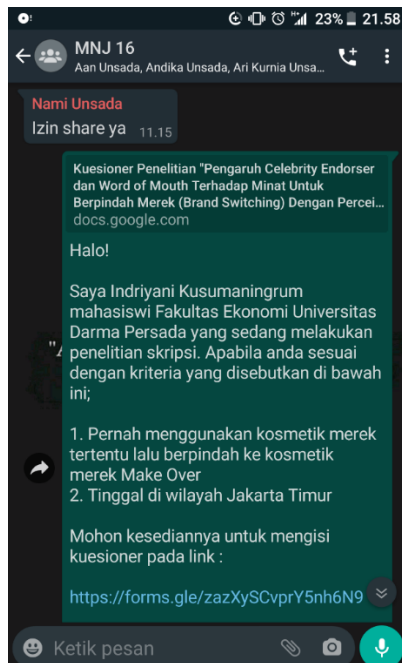 23% 21.58
MNJ 16
Aan Unsada, Andika Unsada, Ari Kurnia Unsa...
Nami Unsada
Izin share ya 11.15
Kuesioner Penelitian "Pengaruh Celebrity Endorser
dan Word of Mouth Terhadap Minat Untuk
Berpindah Merek (Brand Switching) Dengan Percei...
docs.google.com
Halo!
Saya Indriyani Kusumaningrum
mahasiswi Fakultas Ekonomi Universitas
Darma Persada yang sedang melakukan
penelitian skripsi. Apabila anda sesuai
dengan kriteria yang disebutkan di bawah
ini;
1. Pernah menggunakan kosmetik merek
tertentu lalu berpindah ke kosmetik
merek Make Over
2. Tinggal di wilayah Jakarta Timur
Mohon kesediannya untuk mengisi
kuesioner pada link :
https://forms.gle/zazXySCvprY5nh6N9
Ketik pesan